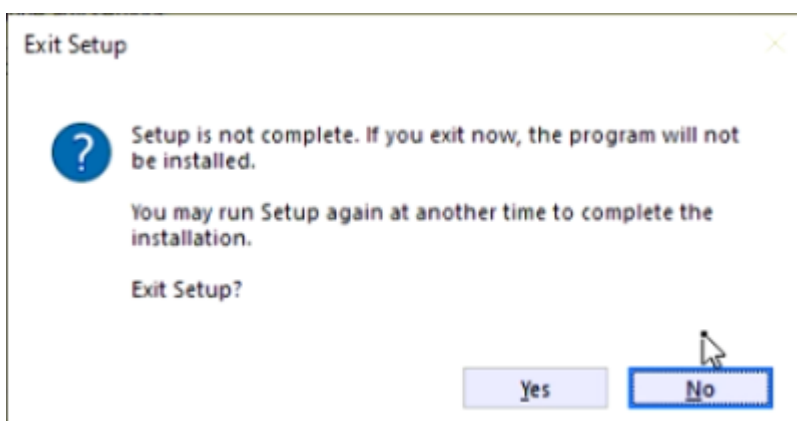 Exit Setup
Setup is not complete. If you exit now, the program will not
be installed.
You may run Setup again at another time to complete the
installation.
Exit Setup?
Yes
No